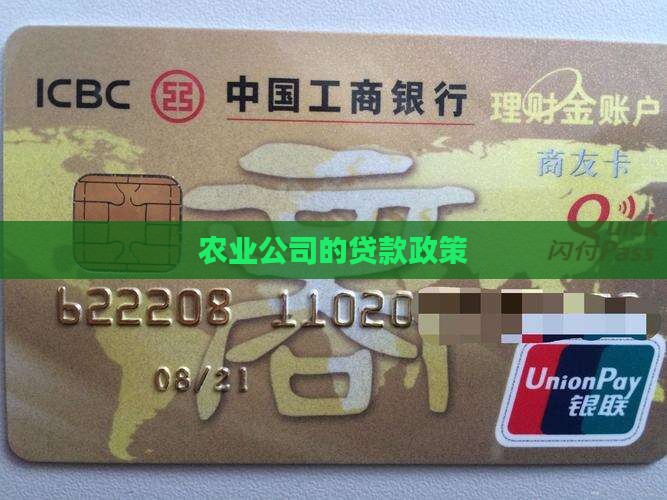 ICBC 中国工商银行 理财金账户
商友卡
Quick
农业公司的贷款政策
闪付Pass
622208 11020
08/21
商
UnionPay
银联